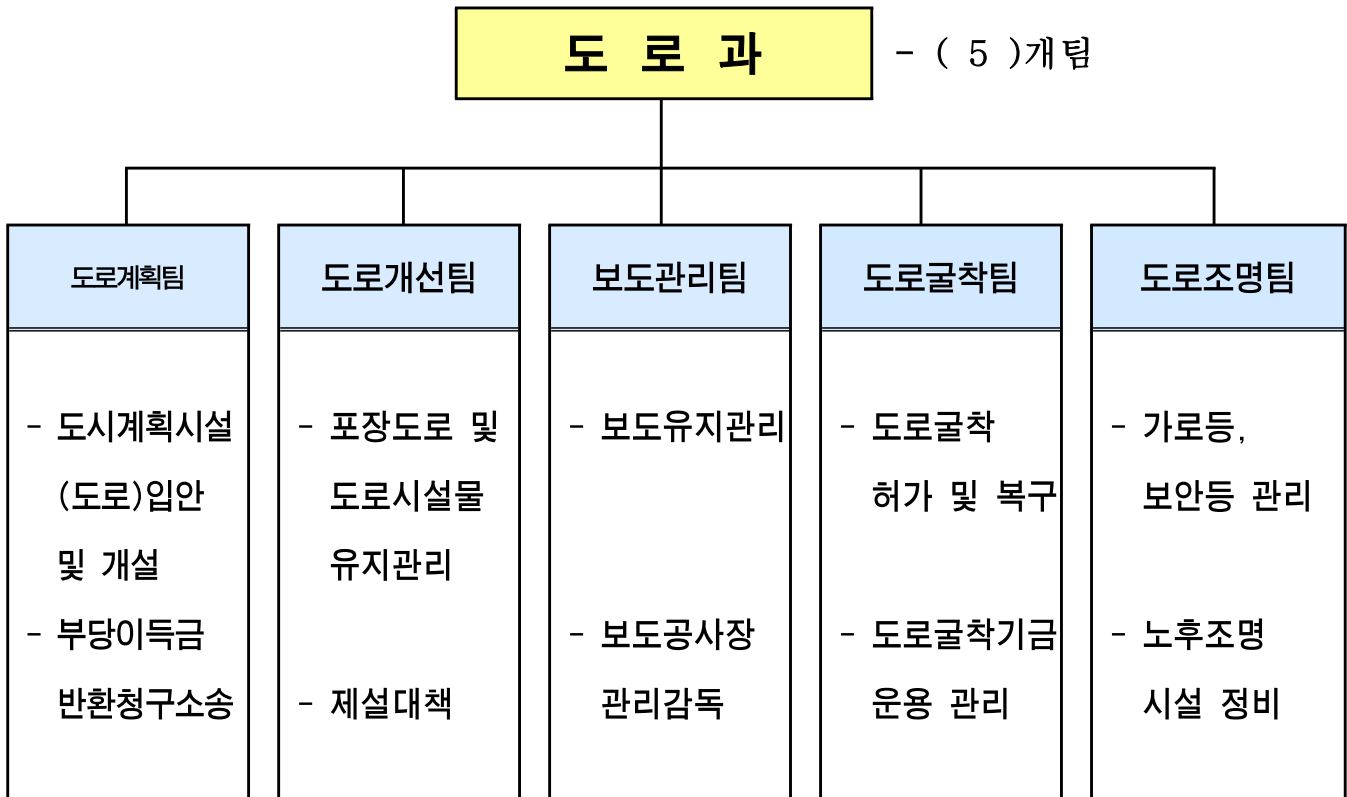 도 로 과
- ( 5 )개팀
도로계획팀
- 도시계획시설
(도로)입안
및 개설
- 부당이득금
반환청구소송
도로개선팀
- 포장도로 및
도로시설물
유지관리
- 제설대책
보도관리팀
- 보도유지관리
- 보도공사장
관리감독
도로굴착팀
- 도로굴착
허가 및 복구
- 도로굴착기금
운용 관리
도로조명팀
- 가로등,
보안등 관리
- 노후조명
시설 정비